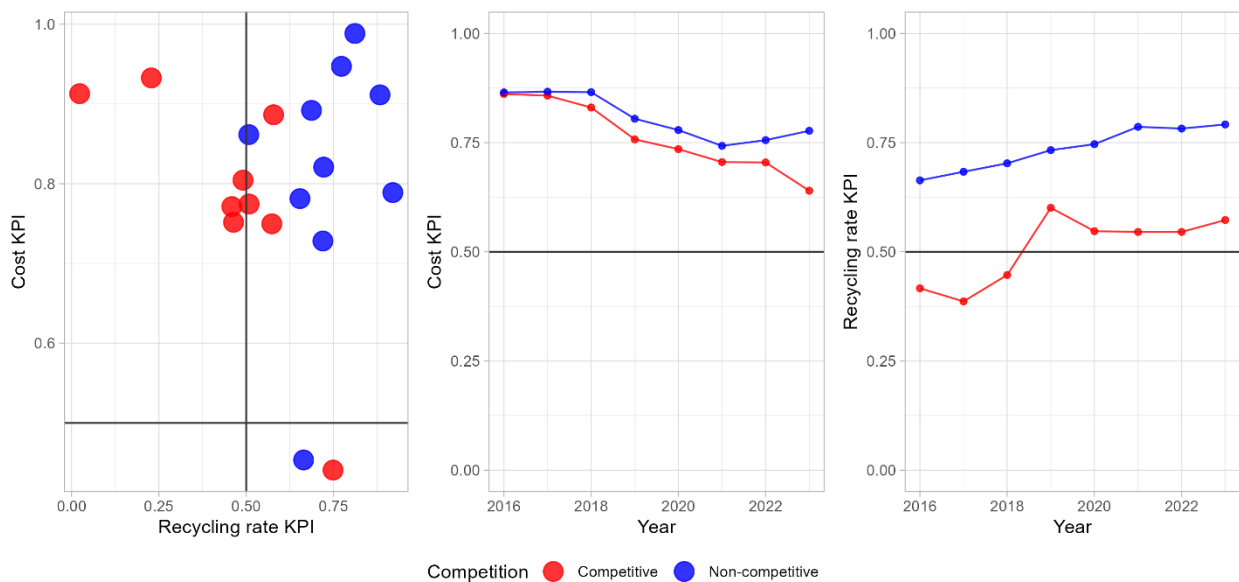 1.0
0.8
0.6
Cost KPI
0.00 0.25 0.50 0.75
Recycling rate KPI
1.00
0.75
0.50
0.25
0.00
Cost KPI
2016 2018 2020 2022
Year
1.00
0.75
0.50
0.25
0.00
Recycling rate KPI
2016 2018 2020 2022
Year
Competition Competitive Non-competitive